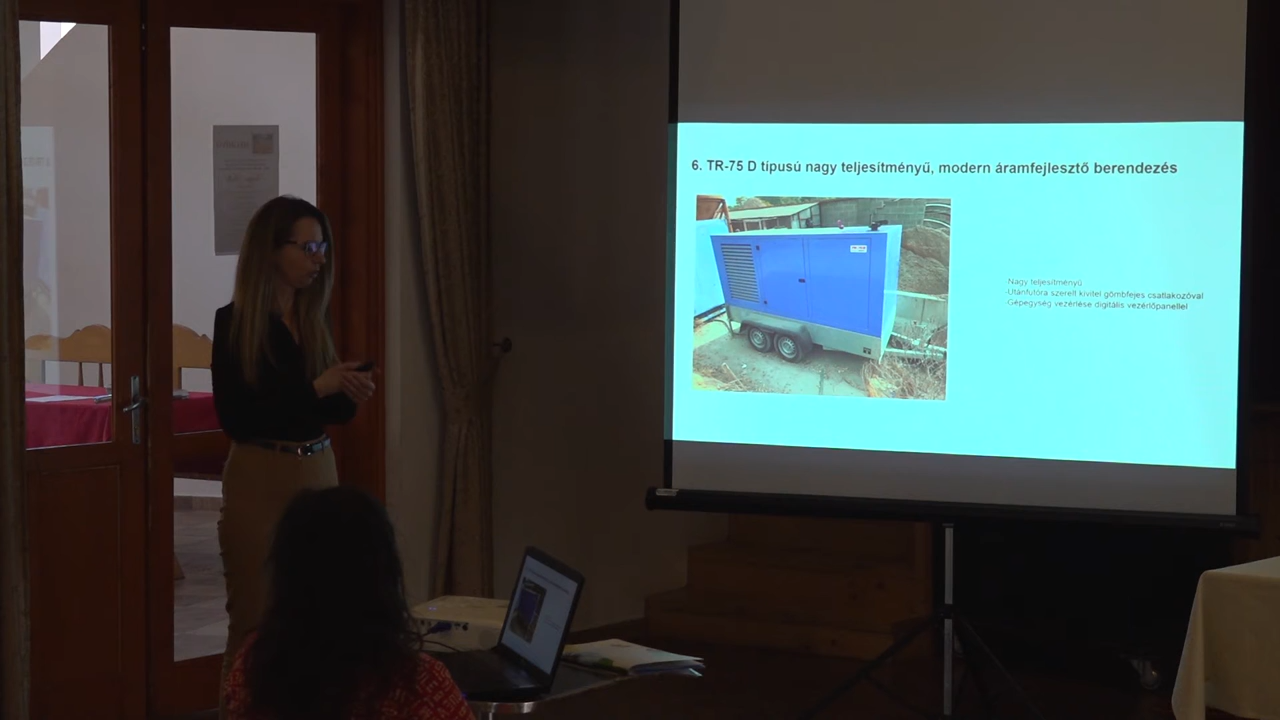 6. TR-75 D típusú nagy teljesítményű, modern áramfejlesztő berendezés
Nagy teljesítményű
-Utánfutóra szerelt kivitel gömbfejes csatlakozóval
-Gépegység vezérlése digitális vezérlőpanellel